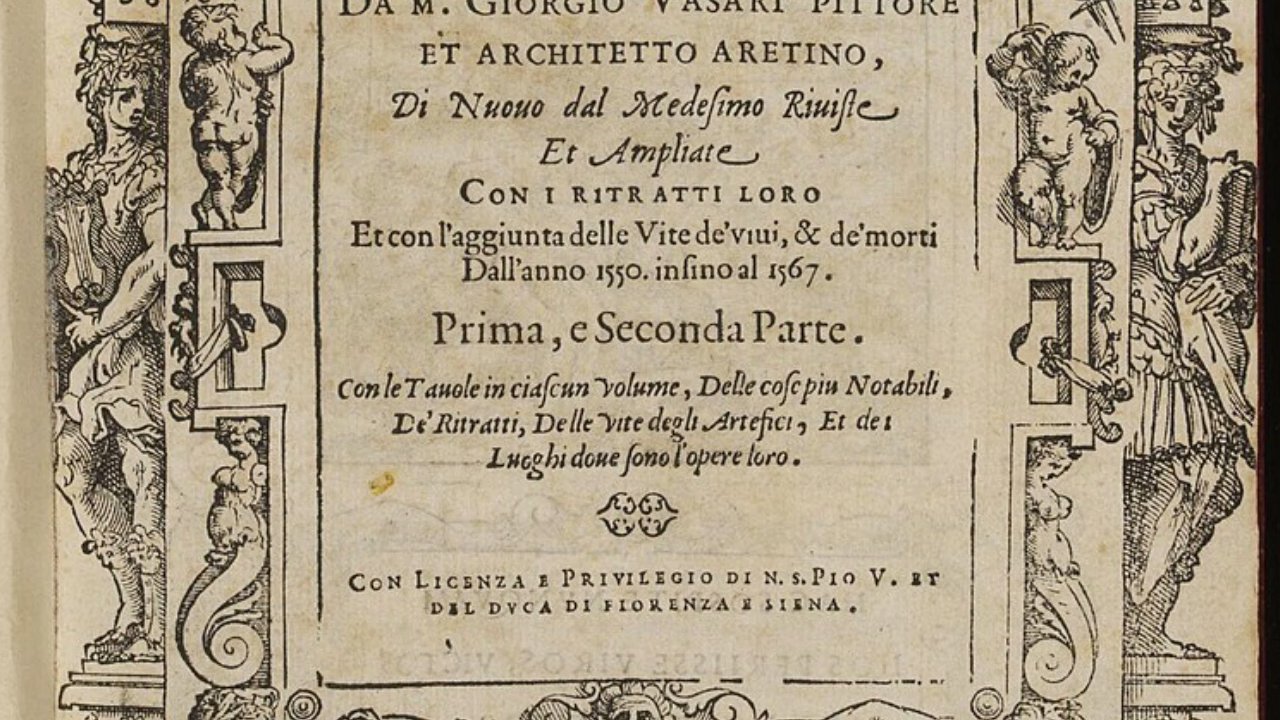 DA M. GIORGIO VASARI PITTORE
ET ARCHITETTO ARETINO,
Di Nuouo dal Medeſimo Riuiſte
Et Ampliate
CON I RITRATTI LORO
Et con l'aggiunta delle Vite de'viui, & de'morti
Dall'anno 1550. inſino al 1567.
Prima, e Seconda Parte.
Con le Tauole in ciaſcun volume, Delle coſe piu Notabili,
De' Ritratti, Delle vite degli Artefici, Et dei
Luoghi doue ſono l'opere loro.
CON LICENZA E PRIVILEGIO DI N. S. PIO V. ET
DEL DVCA DI FIORENZA E SIENA.